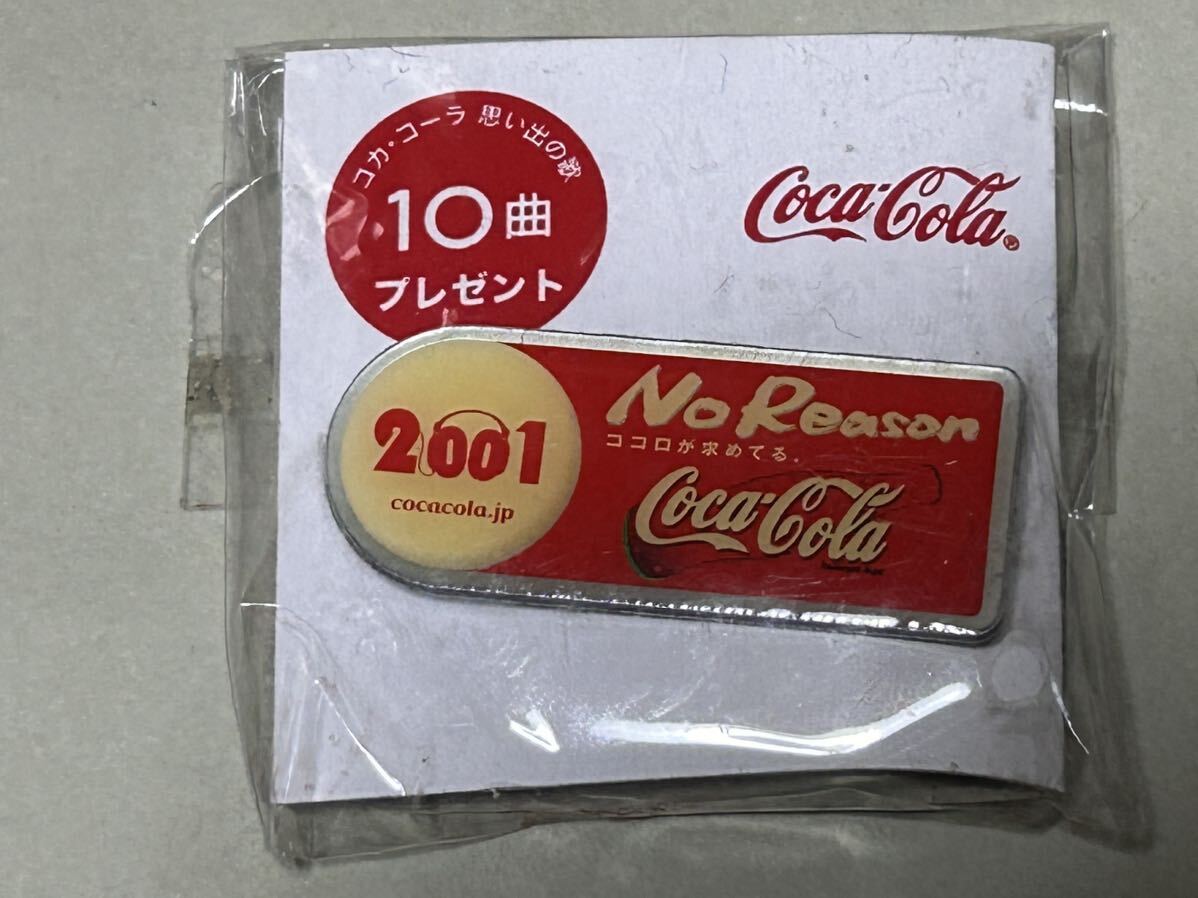 コカ・コーラ 思い出の歌
10曲
プレゼント
Coca-Cola®
2001
cocacola.jp
No Reason
ココロが求めてる。
Coca-Cola